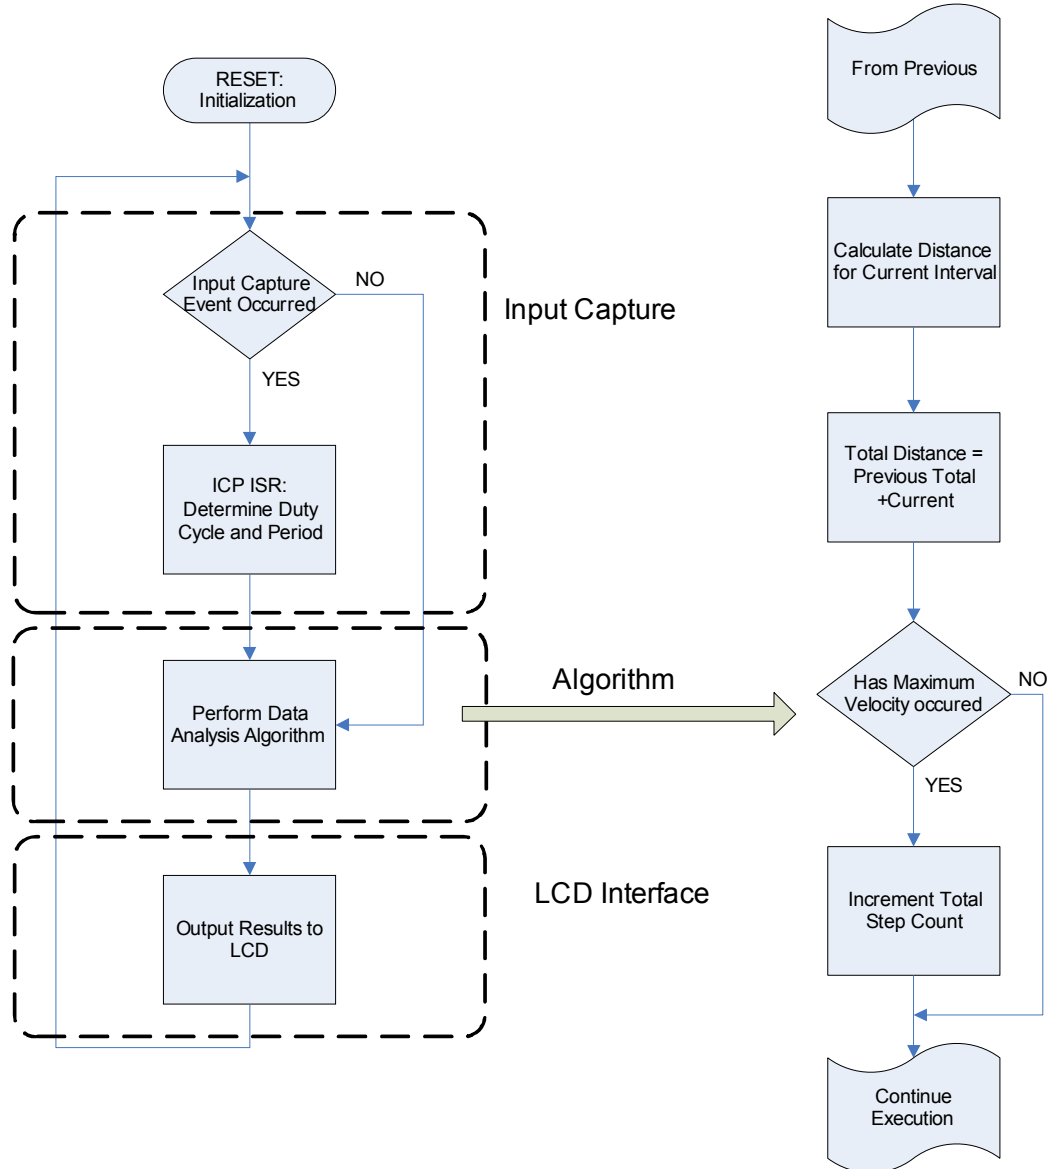 RESET:
Initialization
Input Capture
Event Occurred
NO
YES
Input Capture
ICP ISR:
Determine Duty
Cycle and Period
Perform Data
Analysis Algorithm
Algorithm
Output Results to
LCD
LCD Interface
From Previous
Calculate Distance
for Current Interval
Total Distance =
Previous Total
+Current
Has Maximum
Velocity occured
NO
YES
Increment Total
Step Count
Continue
Execution